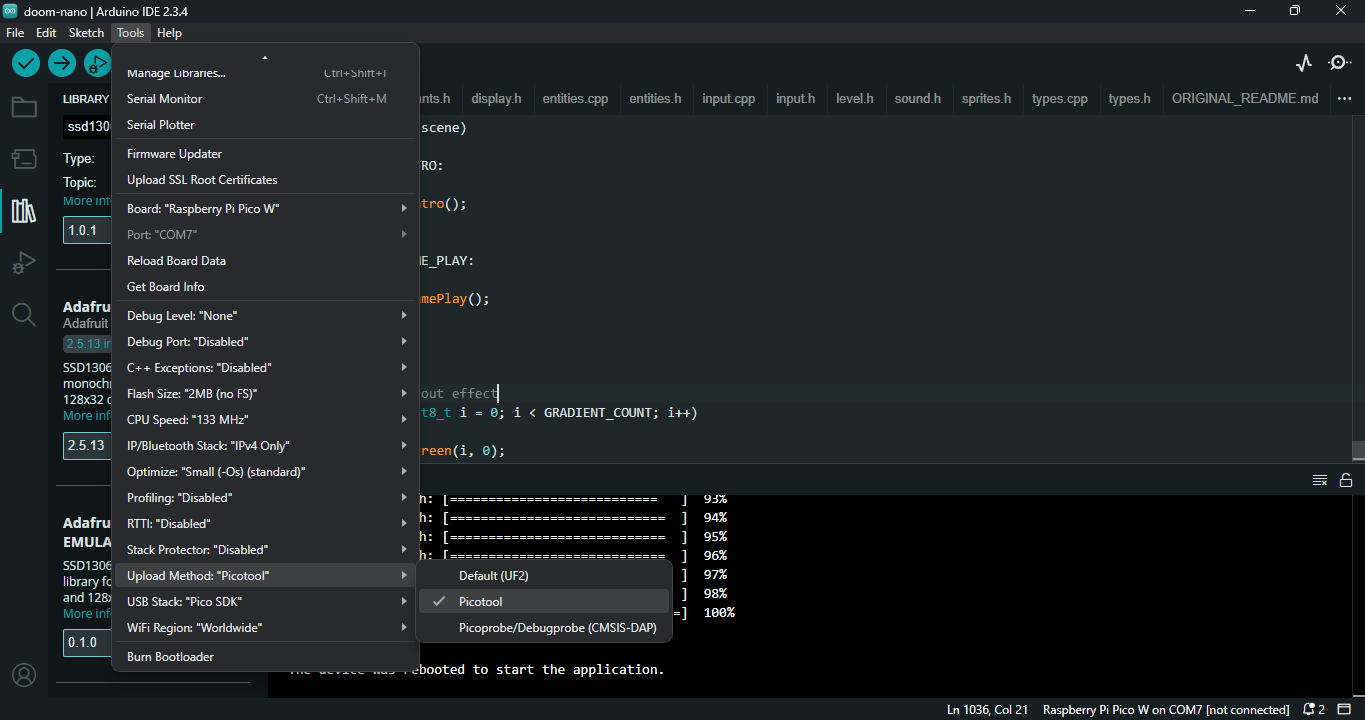 doom-nano | Arduino IDE 2.3.4
File Edit Sketch Tools Help
Manage Libraries... Ctrl+Shift+I
Serial Monitor Ctrl+Shift+M
Serial Plotter
Firmware Updater
Upload SSL Root Certificates
Board: "Raspberry Pi Pico W"
Port: "COM7"
Reload Board Data
Get Board Info
Debug Level: "None"
Debug Port: "Disabled"
C++ Exceptions: "Disabled"
Flash Size: "2MB (no FS)"
CPU Speed: "133 MHz"
IP/Bluetooth Stack: "IPv4 Only"
Optimize: "Small (-Os) (standard)"
Profiling: "Disabled"
RTTI: "Disabled"
Stack Protector: "Disabled"
Upload Method: "Picotool"
USB Stack: "Pico SDK"
WiFi Region: "Worldwide"
Burn Bootloader
Default (UF2)
Picotool
Picoprobe/Debugprobe (CMSIS-DAP)
LIBRARY
ssd130
Type:
Topic:
More inf
1.0.1
Adafru
Adafruit
2.5.13 in
SSD1306
monoch
128x32 o
More inf
2.5.13
Adafru
EMULA
SSD1306
library fo
and 128
More inf
0.1.0
nts.h display.h entities.cpp entities.h input.cpp input.h level.h sound.h sprites.h types.cpp types.h ORIGINAL_README.md ...
scene)
RO:
tro();
E_PLAY:
mePlay();
out effect
t8_t i = 0; i < GRADIENT_COUNT; i++)
reen(i, 0);
h: [=========================== ] 93%
h: [============================ ] 94%
h: [============================ ] 95%
h: [============================ ] 96%
] 97%
] 98%
=] 100%
The device was rebooted to start the application.
Ln 1036, Col 21 Raspberry Pi Pico W on COM7 [not connected] 2